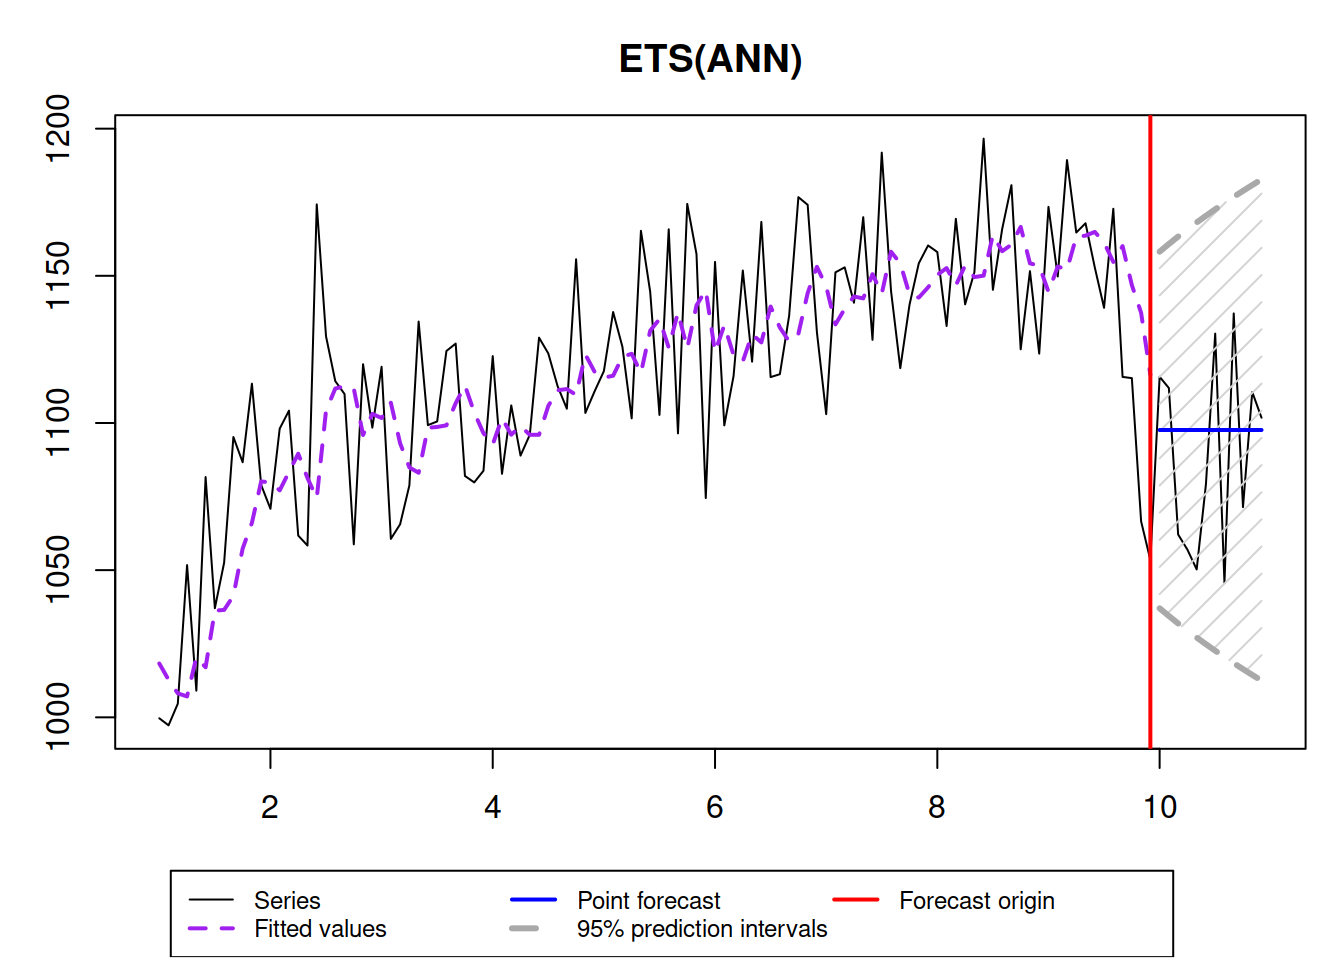 ETS(ANN)
1200
1150
1100
1050
1000
2 4 6 8 10
Series Point forecast Forecast origin
Fitted values 95% prediction intervals